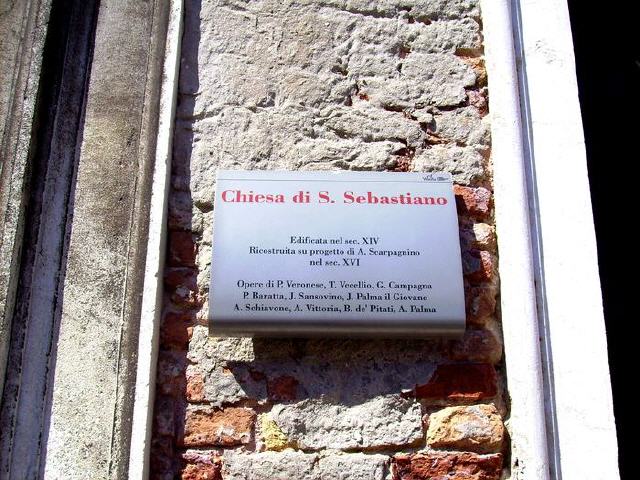 Chiesa di S. Sebastiano
Edificata nel sec. XIV
Ricostruita su progetto di A. Scarpagnino
nel sec. XVI
Opere di P. Veronese, T. Vecellio, G. Campagna
P. Baratta, J. Sansovino, J. Palma il Giovane
A. Schiavone, A. Vittoria, B. de' Pitati, A. Palma